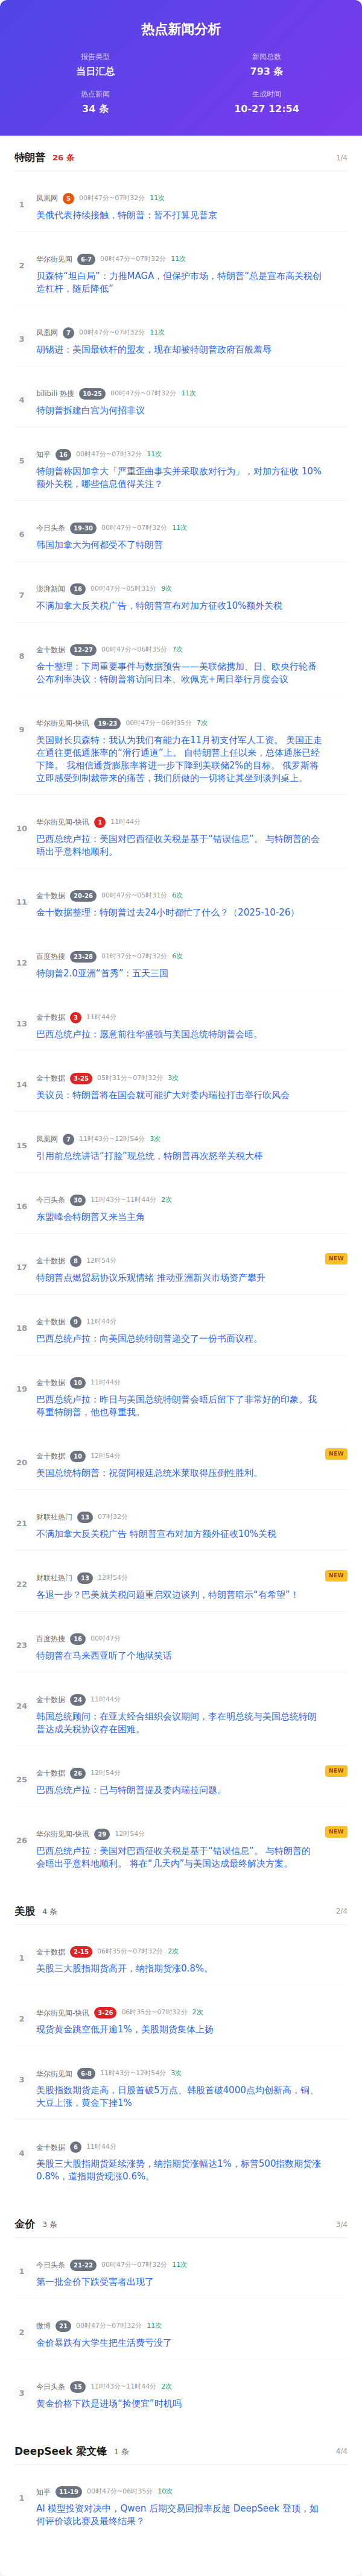 热点新闻分析
报告类型
新闻总数
当日汇总
793 条
热点新闻
生成时间
34 条
10-27 12:54
特朗普 26 条 1/4
1 凤凰网 5 00时47分~07时32分 11次
美俄代表持续接触，特朗普：暂不打算见普京
2 华尔街见闻 6-7 00时47分~07时32分 11次
贝森特“坦白局”：力推MAGA，但保护市场，特朗普“总是宣布高关税创
造杠杆，随后降低”
3 凤凰网 7 00时47分~07时32分 11次
胡锡进：美国最铁杆的盟友，现在却被特朗普政府百般羞辱
4 bilibili 热搜 10-25 00时47分~07时32分 11次
特朗普拆建白宫为何招非议
5 知乎 16 00时47分~07时32分 11次
特朗普称因加拿大「严重歪曲事实并采取敌对行为」，对加方征收 10%
额外关税，哪些信息值得关注？
6 今日头条 19-30 00时47分~07时32分 11次
韩国加拿大为何都受不了特朗普
7 澎湃新闻 16 00时47分~05时31分 9次
不满加拿大反关税广告，特朗普宣布对加方征收10%额外关税
8 金十数据 12-27 00时47分~06时35分 7次
金十整理：下周重要事件与数据预告——美联储携加、日、欧央行轮番
公布利率决议；特朗普将访问日本、欧佩克+周日举行月度会议
9 华尔街见闻-快讯 19-23 00时47分~06时35分 7次
美国财长贝森特：我认为我们有能力在11月初支付军人工资。 美国正走
在通往更低通胀率的“滑行通道”上。 自特朗普上任以来，总体通胀已经
下降。 我相信通货膨胀率将进一步下降到美联储2%的目标。 俄罗斯将
立即感受到制裁带来的痛苦，我们所做的一切将让其坐到谈判桌上。
10 华尔街见闻-快讯 1 11时44分
巴西总统卢拉：美国对巴西征收关税是基于“错误信息”。 与特朗普的会
晤出乎意料地顺利。
11 金十数据 20-26 00时47分~05时31分 6次
金十数据整理：特朗普过去24小时都忙了什么？（2025-10-26）
12 百度热搜 23-28 01时37分~07时32分 6次
特朗普2.0亚洲“首秀”：五天三国
13 金十数据 3 11时44分
巴西总统卢拉：愿意前往华盛顿与美国总统特朗普会晤。
14 金十数据 3-25 05时31分~07时32分 3次
美议员：特朗普将在国会就可能扩大对委内瑞拉打击举行吹风会
15 凤凰网 7 11时43分~12时54分 3次
引用前总统讲话“打脸”现总统，特朗普再次怒举关税大棒
16 今日头条 30 11时43分~11时44分 2次
东盟峰会特朗普又来当主角
17 金十数据 8 12时54分 NEW
特朗普点燃贸易协议乐观情绪 推动亚洲新兴市场资产攀升
18 金十数据 9 11时44分
巴西总统卢拉：向美国总统特朗普递交了一份书面议程。
19 金十数据 10 11时44分
巴西总统卢拉：昨日与美国总统特朗普会晤后留下了非常好的印象。我
尊重特朗普，他也尊重我。
20 金十数据 10 12时54分 NEW
美国总统特朗普：祝贺阿根廷总统米莱取得压倒性胜利。
21 财联社热门 13 07时32分
不满加拿大反关税广告 特朗普宣布对加方额外征收10%关税
22 财联社热门 13 12时54分 NEW
各退一步？巴美就关税问题重启双边谈判，特朗普暗示“有希望”！
23 百度热搜 16 00时47分
特朗普在马来西亚听了个地狱笑话
24 金十数据 24 11时44分
韩国总统顾问：在亚太经合组织会议期间，李在明总统与美国总统特朗
普达成关税协议存在困难。
25 金十数据 26 12时54分 NEW
巴西总统卢拉：已与特朗普提及委内瑞拉问题。
26 华尔街见闻-快讯 29 12时54分 NEW
巴西总统卢拉：美国对巴西征收关税是基于“错误信息”。 与特朗普的
会晤出乎意料地顺利。 将在“几天内”与美国达成最终解决方案。
美股 4 条 2/4
1 金十数据 2-15 06时35分~07时32分 2次
美股三大股指期货高开，纳指期货涨0.8%。
2 华尔街见闻-快讯 3-26 06时35分~07时32分 2次
现货黄金跳空低开逾1%，美股期货集体上扬
3 华尔街见闻 6-8 11时43分~12时54分 3次
美股指数期货走高，日股首破5万点、韩股首破4000点均创新高，铜、
大豆上涨，黄金下挫1%
4 金十数据 6 11时44分
美股三大股指期货延续涨势，纳指期货涨幅达1%，标普500指数期货涨
0.8%，道指期货现涨0.6%。
金价 3 条 3/4
1 今日头条 21-22 00时47分~07时32分 11次
第一批金价下跌受害者出现了
2 微博 21 00时47分~07时32分 11次
金价暴跌有大学生把生活费亏没了
3 今日头条 15 11时43分~11时44分 2次
黄金价格下跌是进场“捡便宜”时机吗
DeepSeek 梁文锋 1 条 4/4
1 知乎 11-19 00时47分~06时35分 10次
AI 模型投资对决中，Qwen 后期交易回报率反超 DeepSeek 登顶，如
何评价该比赛及最终结果？